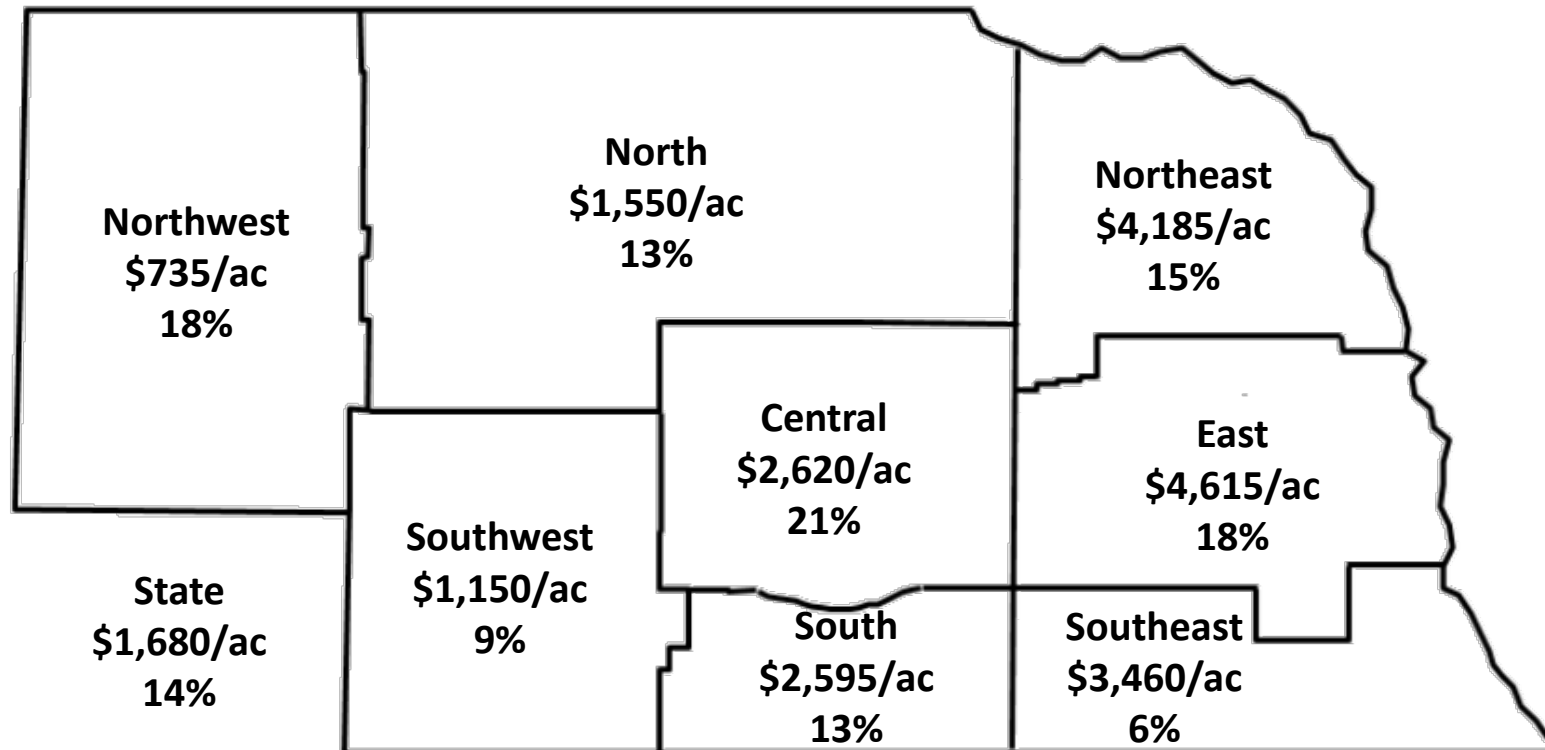 North
$1,550/ac
13%
Northeast
$4,185/ac
15%
Northwest
$735/ac
18%
Central
$2,620/ac
21%
East
$4,615/ac
18%
Southwest
$1,150/ac
9%
State
$1,680/ac
14%
South
$2,595/ac
13%
Southeast
$3,460/ac
6%